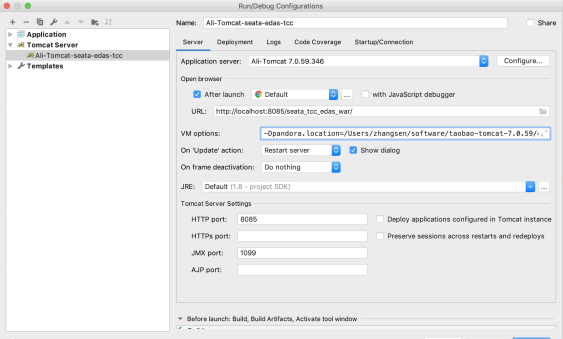 Run/Debug Configurations
Name: Ali-Tomcat-seata-edas-tcc Share
Application
Tomcat Server
Ali-Tomcat-seata-edas-tcc
Templates
Server Deployment Logs Code Coverage Startup/Connection
Application server: Ali-Tomcat 7.0.59.346 Configure...
Open browser
After launch Default ... with JavaScript debugger
URL: http://localhost:8085/seata_tcc_edas_war/
VM options: -Dpandora.location=/Users/zhangsen/software/taobao-tomcat-7.0.59/
On 'Update' action: Restart server Show dialog
On frame deactivation: Do nothing
JRE: Default (1.8 - project SDK) ...
Tomcat Server Settings
HTTP port: 8085 Deploy applications configured in Tomcat instance
HTTPs port: Preserve sessions across restarts and redeploys
JMX port: 1099
AJP port:
Before launch: Build, Build Artifacts, Activate tool window